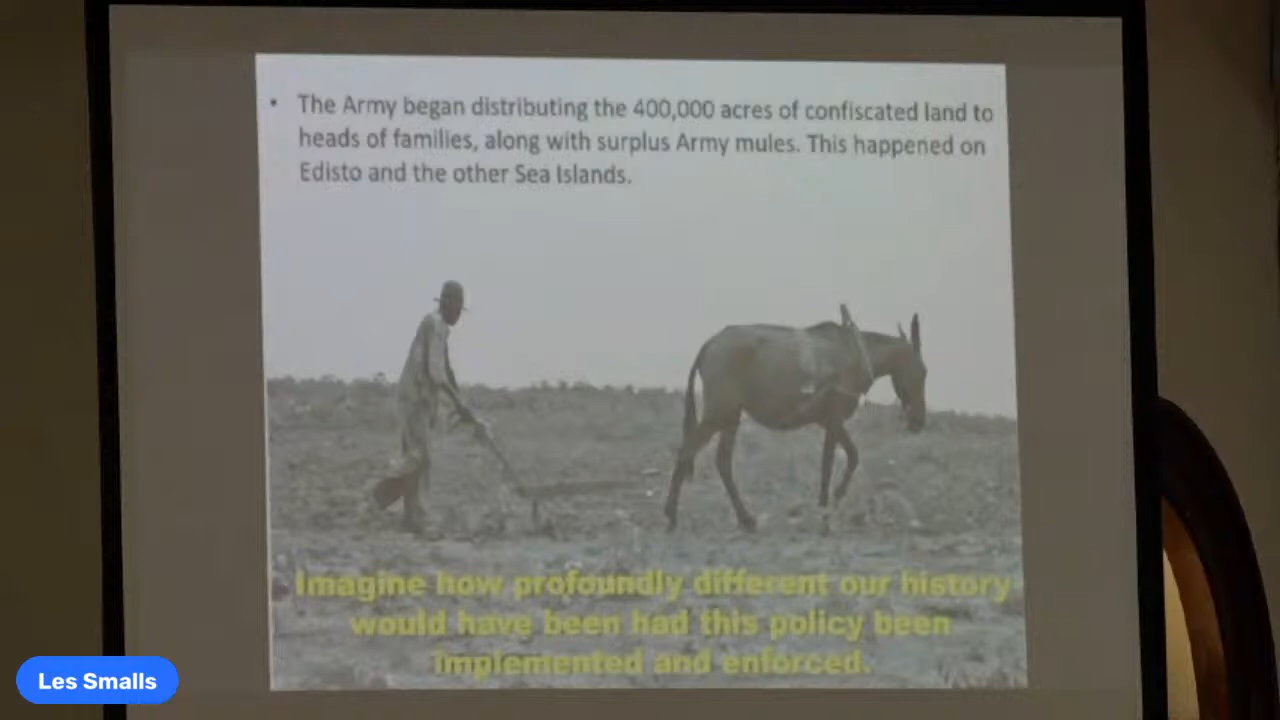 • The Army began distributing the 400,000 acres of confiscated land to
heads of families, along with surplus Army mules. This happened on
Edisto and the other Sea Islands.
Imagine how profoundly different our history
would have been had this policy been
implemented and enforced.
Les Smalls